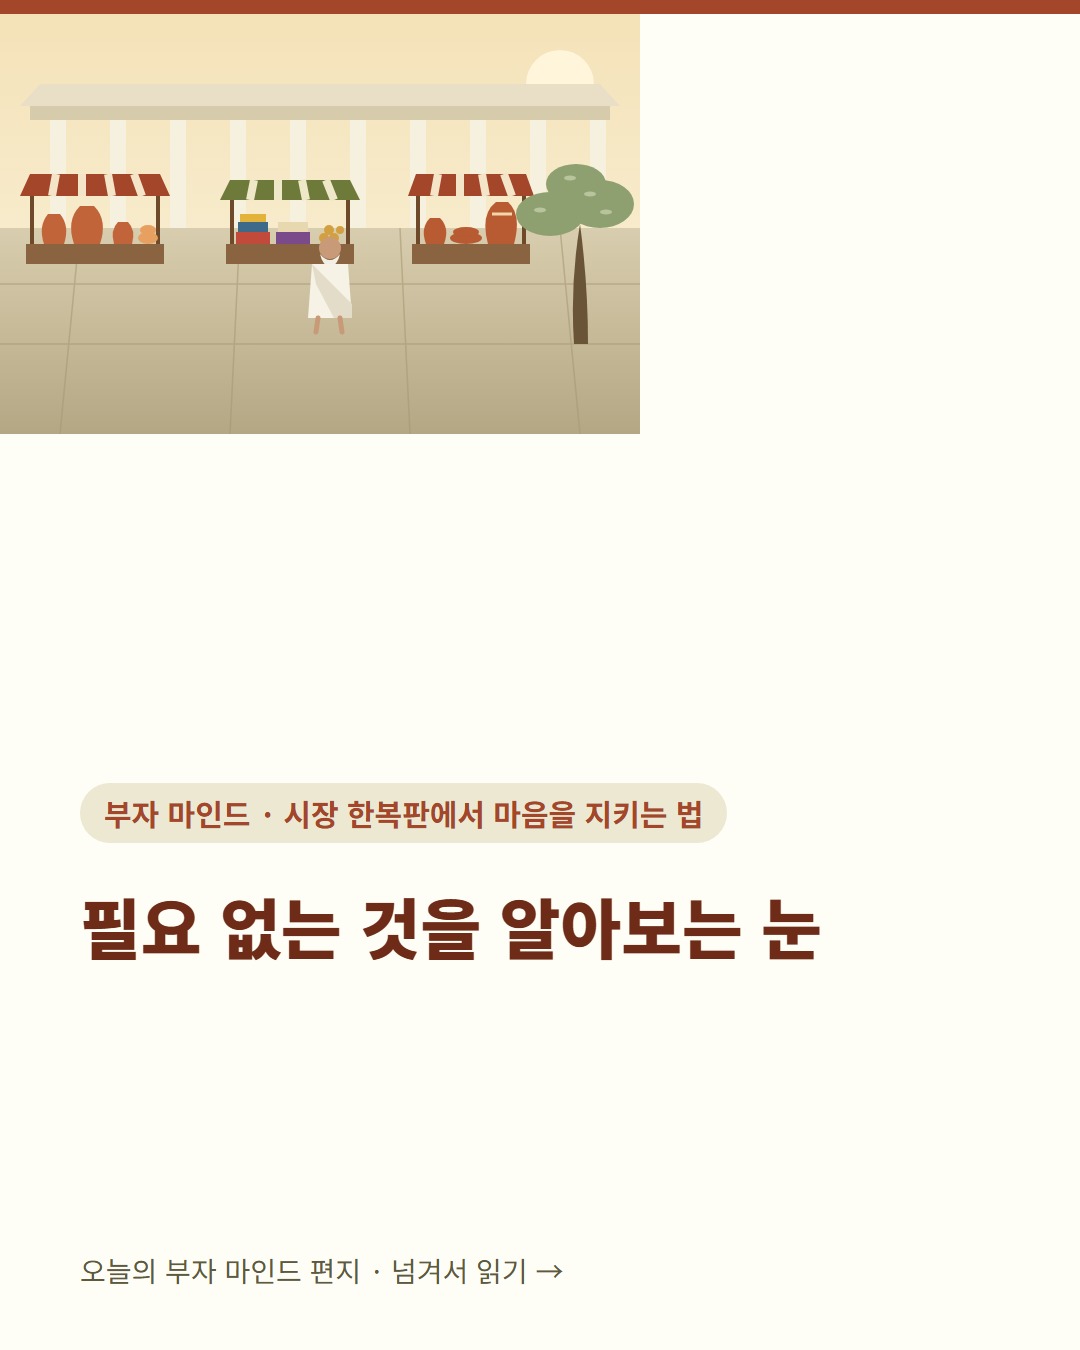 부자 마인드 · 시장 한복판에서 마음을 지키는 법
필요 없는 것을 알아보는 눈
오늘의 부자 마인드 편지 · 넘겨서 읽기 →